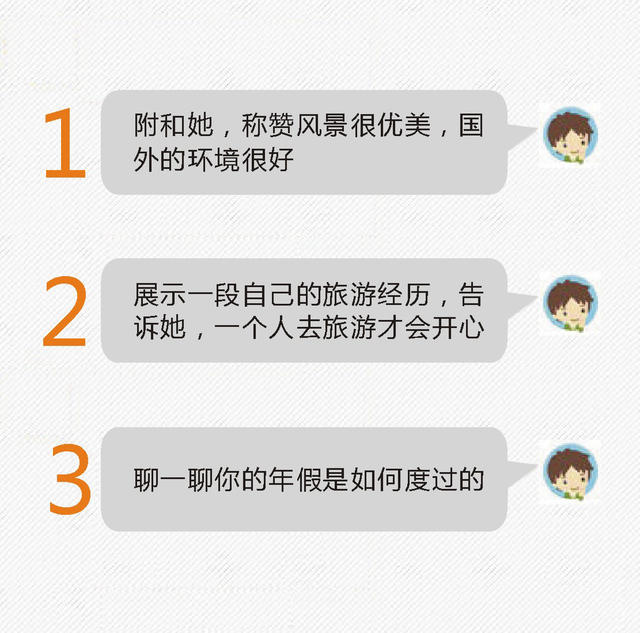 1
附和她，称赞风景很优美，国
外的环境很好
2
展示一段自己的旅游经历，告
诉她，一个人去旅游才会开心
3
聊一聊你的年假是如何度过的